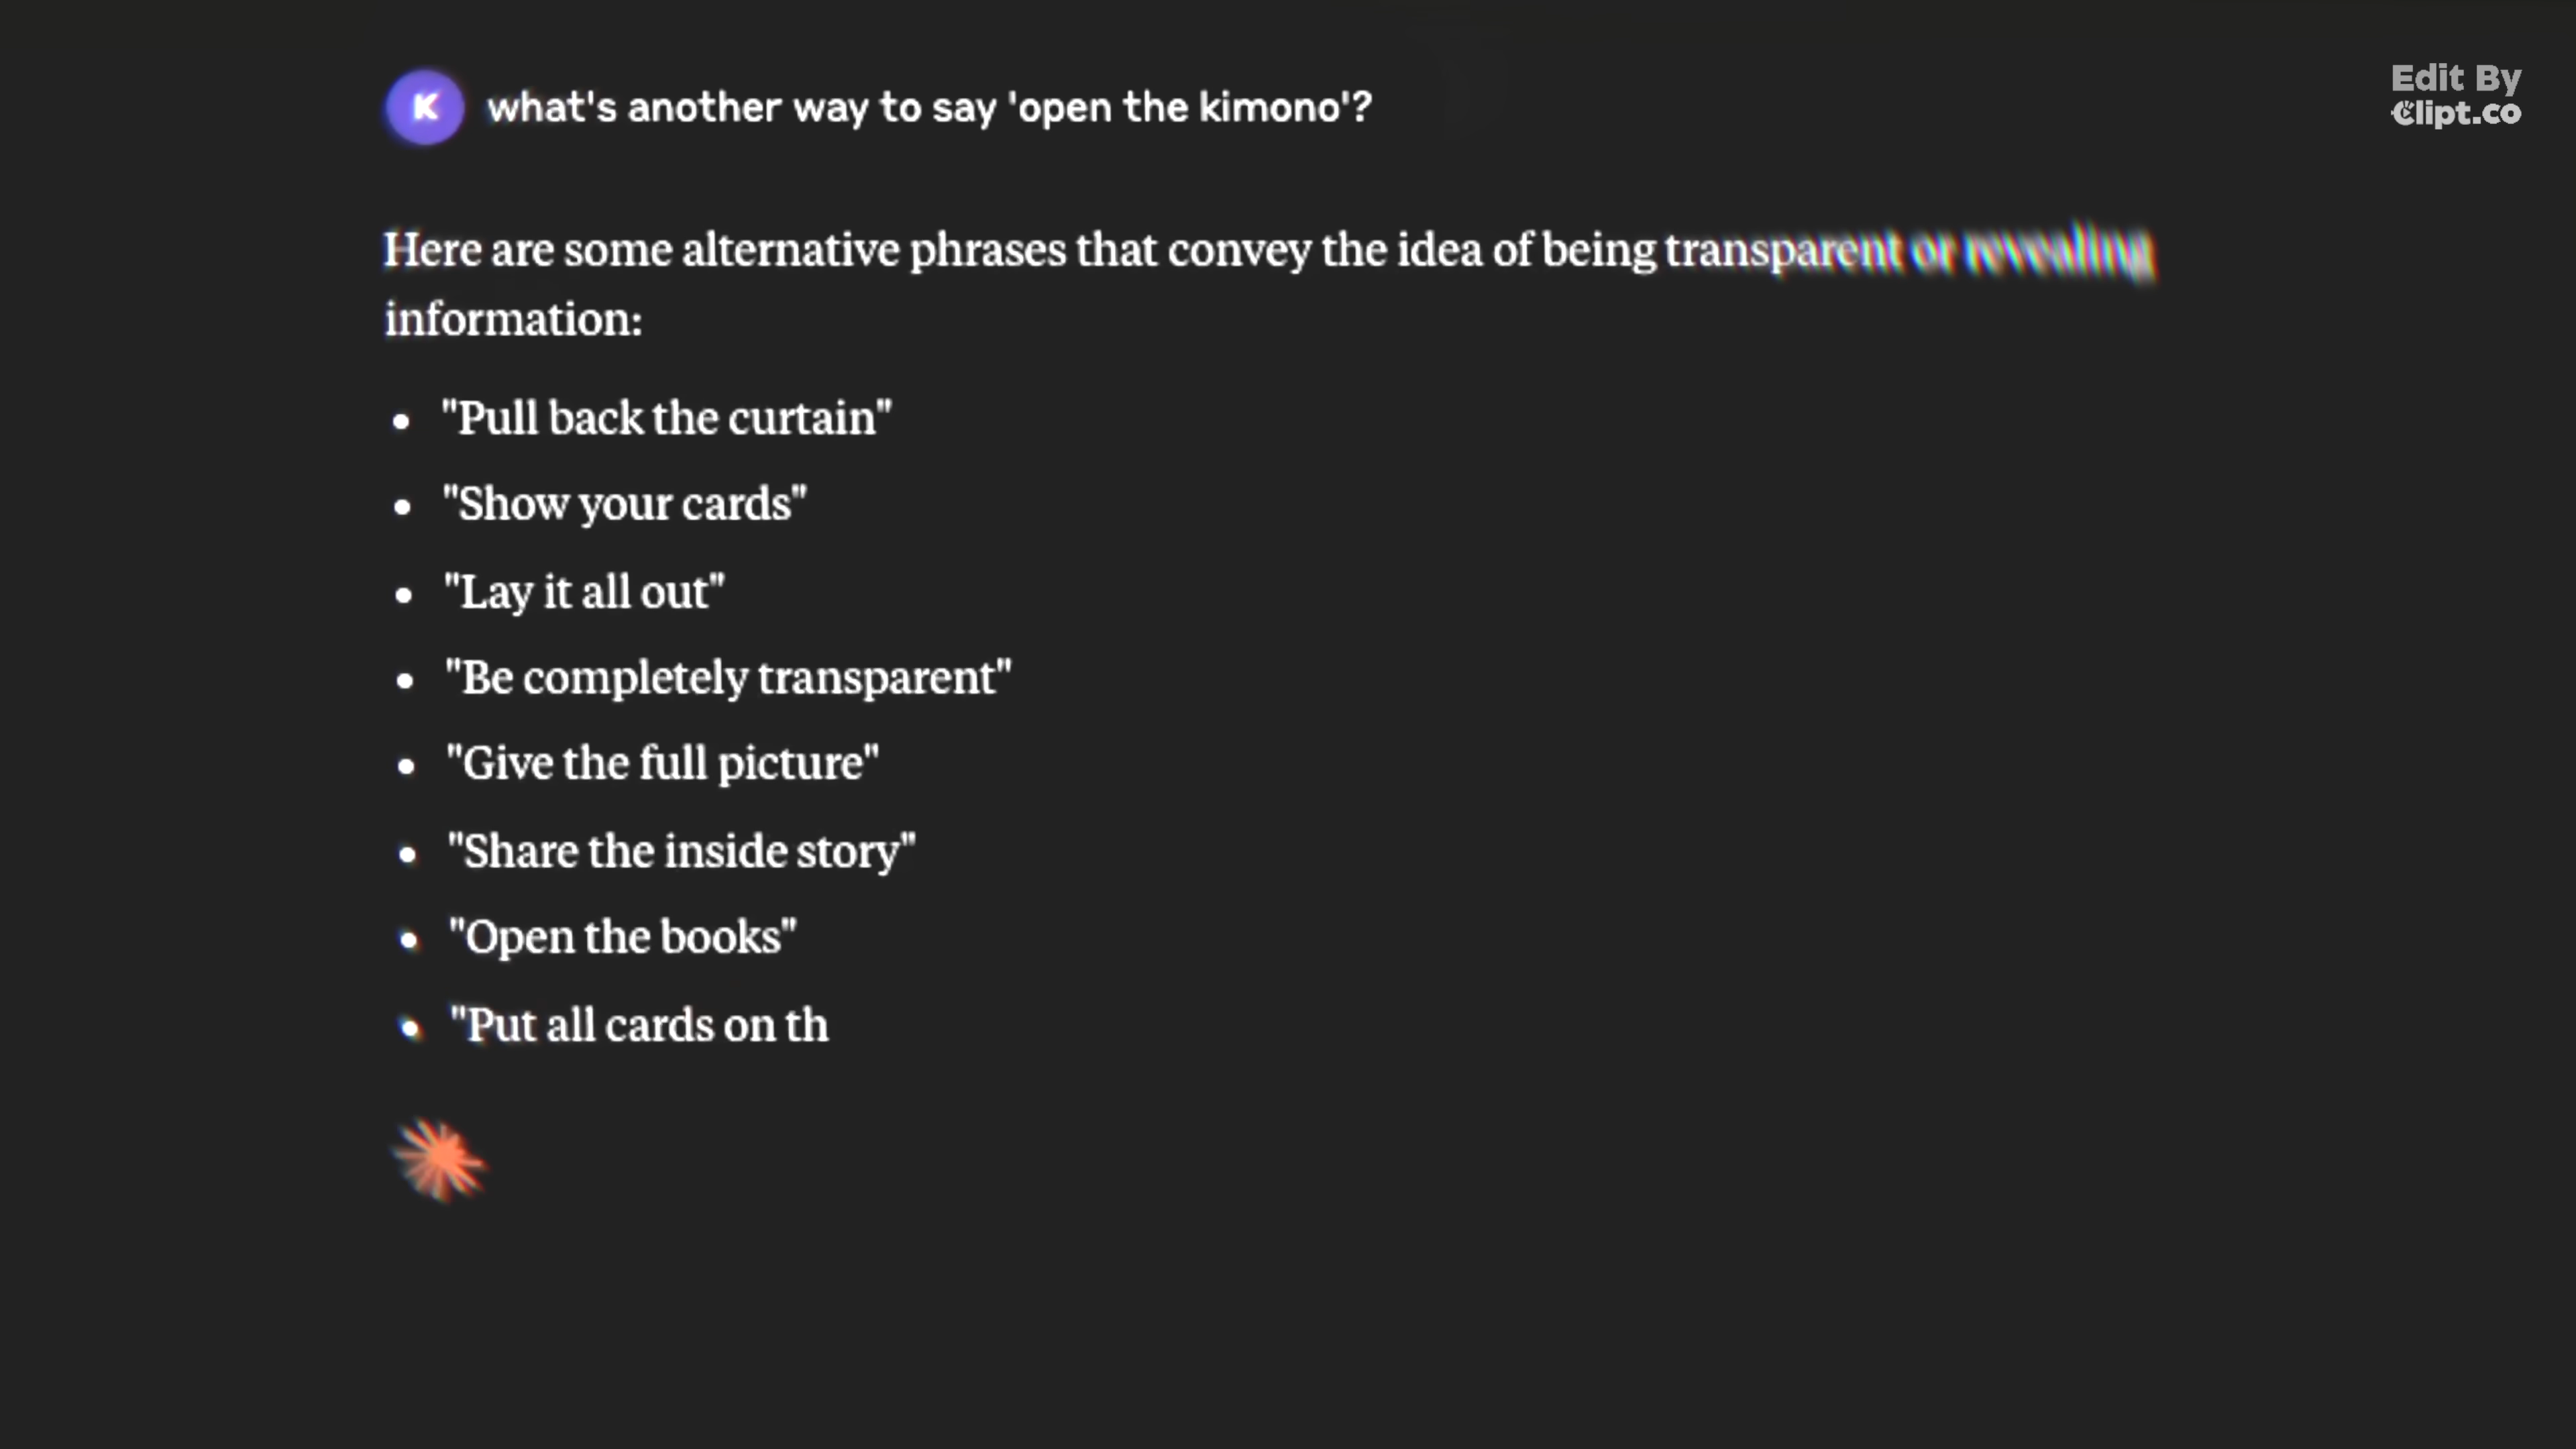 K what's another way to say 'open the kimono'?
Edit By
Clipt.co
Here are some alternative phrases that convey the idea of being transparent or revealing
information:
• "Pull back the curtain"
• "Show your cards"
• "Lay it all out"
• "Be completely transparent"
• "Give the full picture"
• "Share the inside story"
• "Open the books"
• "Put all cards on th